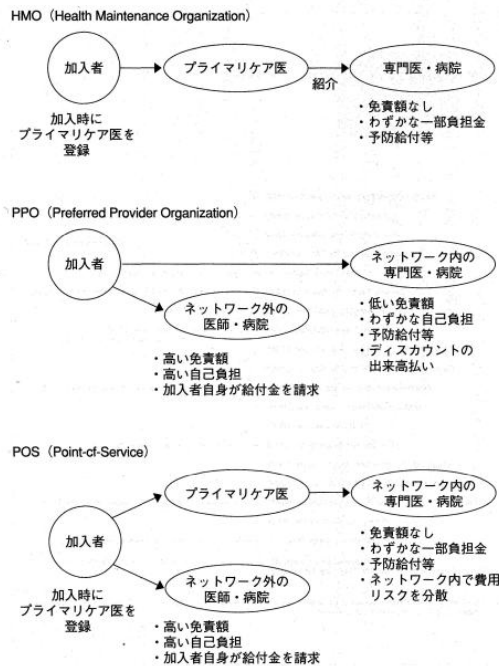 HMO（Health Maintenance Organization）
加入者
プライマリケア医
紹介
専門医・病院
加入時に
プライマリケア医を
登録
・免責額なし
・わずかな一部負担金
・予防給付等
PPO（Preferred Provider Organization）
加入者
ネットワーク内の
専門医・病院
ネットワーク外の
医師・病院
・低い免責額
・わずかな自己負担
・予防給付等
・ディスカウントの
出来高払い
・高い免責額
・高い自己負担
・加入者自身が給付金を請求
POS（Point-cf-Service）
プライマリケア医
ネットワーク内の
専門医・病院
加入者
・免責額なし
・わずかな一部負担金
・予防給付等
・ネットワーク内で費用
リスクを分散
ネットワーク外の
医師・病院
加入時に
プライマリケア医を
登録
・高い免責額
・高い自己負担
・加入者自身が給付金を請求